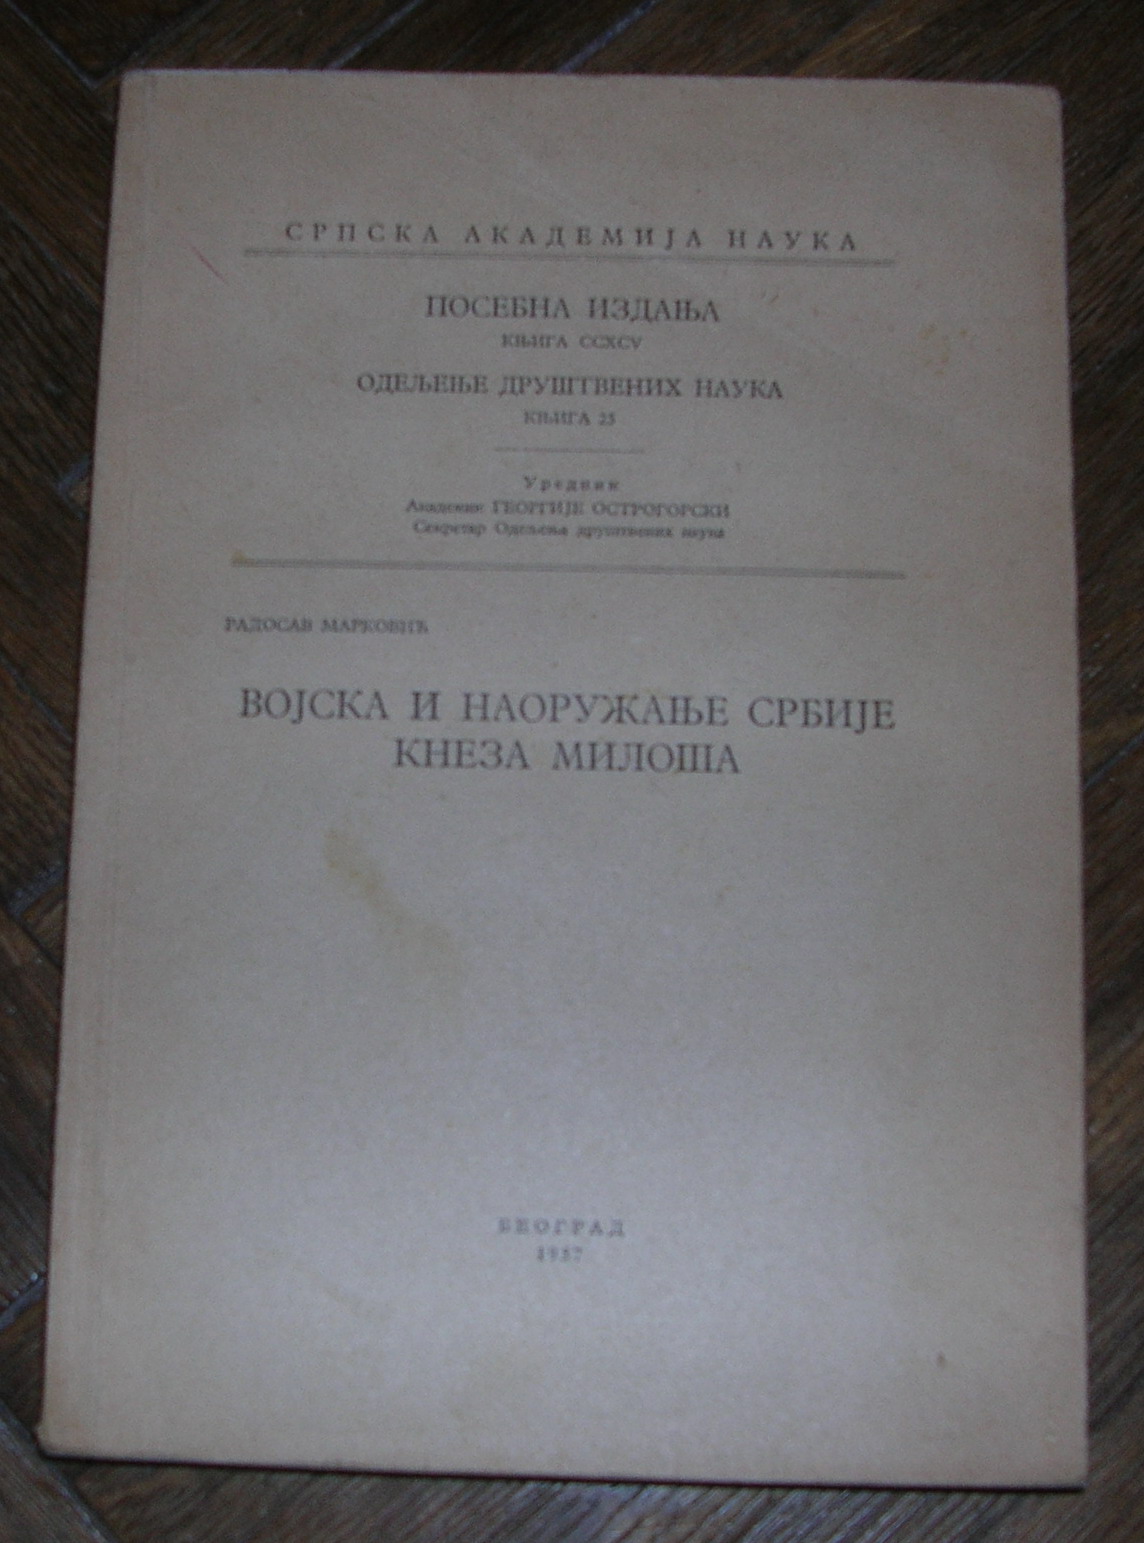 СРПСКА АКАДЕМИЈА НАУКА
ПОСЕБНА ИЗДАЊА
КЊИГА CCXCV
ОДЕЉЕЊЕ ДРУШТВЕНИХ НАУКА
КЊИГА 25
Уредник
Академик ГЕОРГИЈЕ ОСТРОГОРСКИ
Секретар Одељења друштвених наука
РАДОСАВ МАРКОВИЋ
ВОЈСКА И НАОРУЖАЊЕ СРБИЈЕ
КНЕЗА МИЛОША
БЕОГРАД
1957